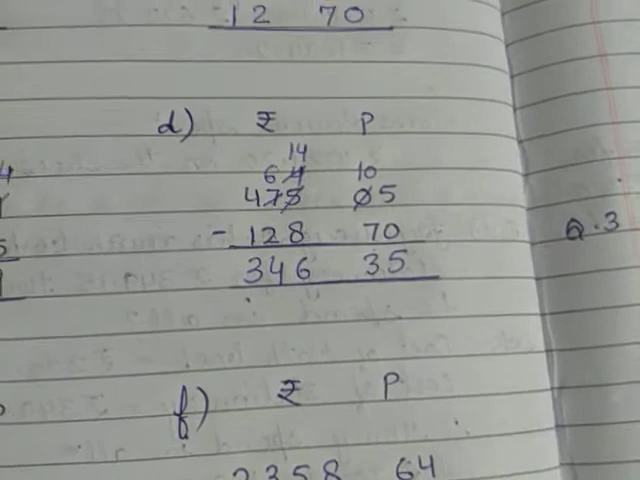 12 70
d) ₹ P
14
6 4 10
475 05
- 128 70
346 35
Q.3
f) ₹ P
2358 64